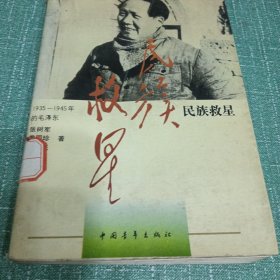 民族
救星
民族救星
1935—1945年
的毛泽东
张树军
著
中国青年出版社